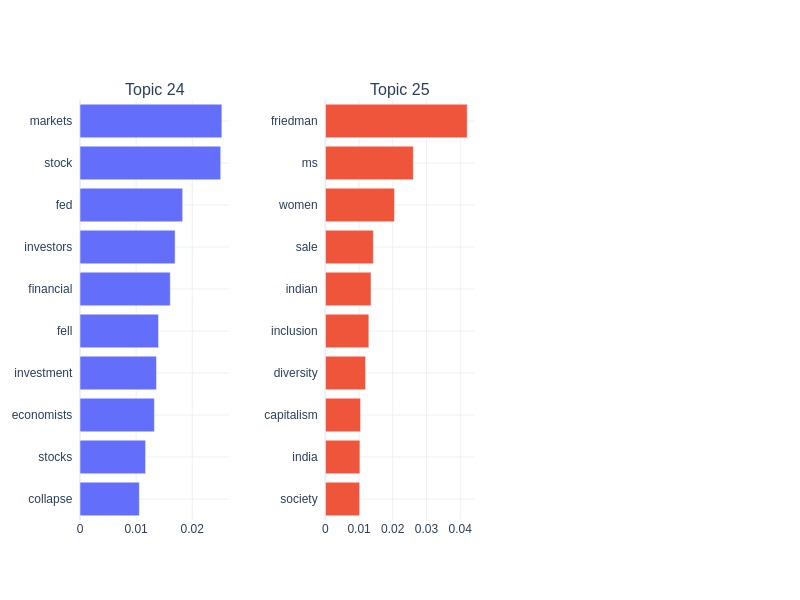 Topic 24
markets
stock
fed
investors
financial
fell
investment
economists
stocks
collapse
0 0.01 0.02
Topic 25
friedman
ms
women
sale
indian
inclusion
diversity
capitalism
india
society
0 0.01 0.02 0.03 0.04